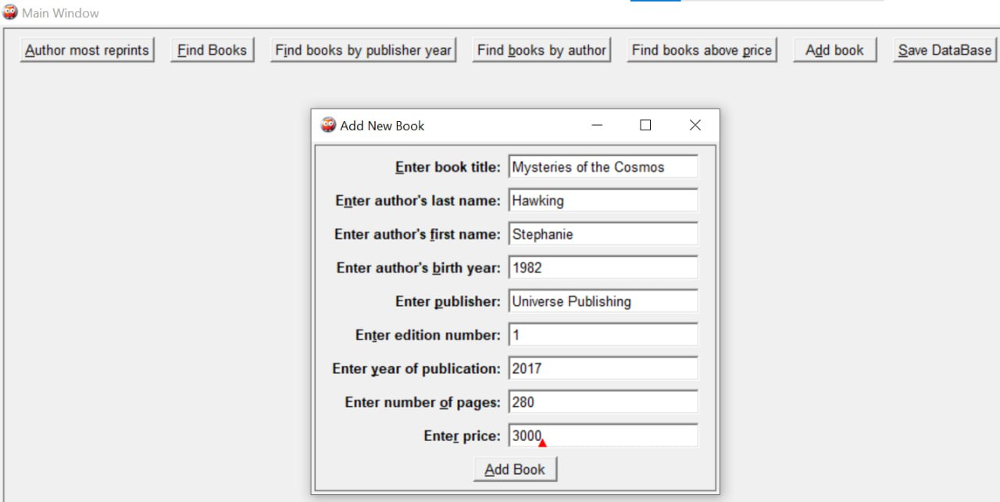 Main Window
Author most reprints Find Books Find books by publisher year Find books by author Find books above price Add book Save DataBase
Add New Book
Enter book title: Mysteries of the Cosmos
Enter author's last name: Hawking
Enter author's first name: Stephanie
Enter author's birth year: 1982
Enter publisher: Universe Publishing
Enter edition number: 1
Enter year of publication: 2017
Enter number of pages: 280
Enter price: 3000
Add Book